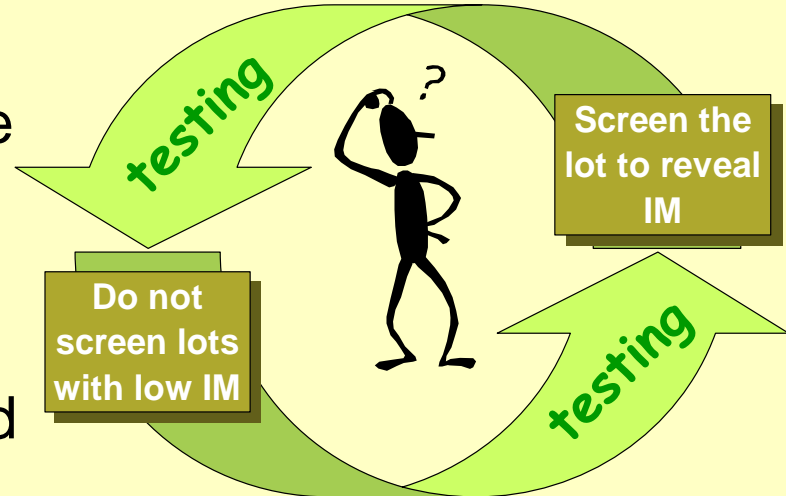 testing
?
e
Screen the
lot to reveal
IM
Do not
screen lots
with low IM
testing
d